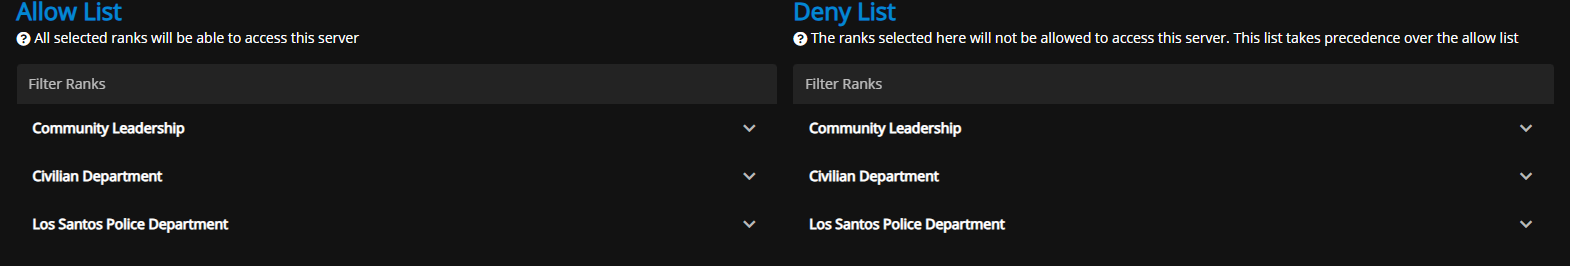 Allow List
All selected ranks will be able to access this server
Filter Ranks
Community Leadership
Civilian Department
Los Santos Police Department
Deny List
The ranks selected here will not be allowed to access this server. This list takes precedence over the allow list
Filter Ranks
Community Leadership
Civilian Department
Los Santos Police Department